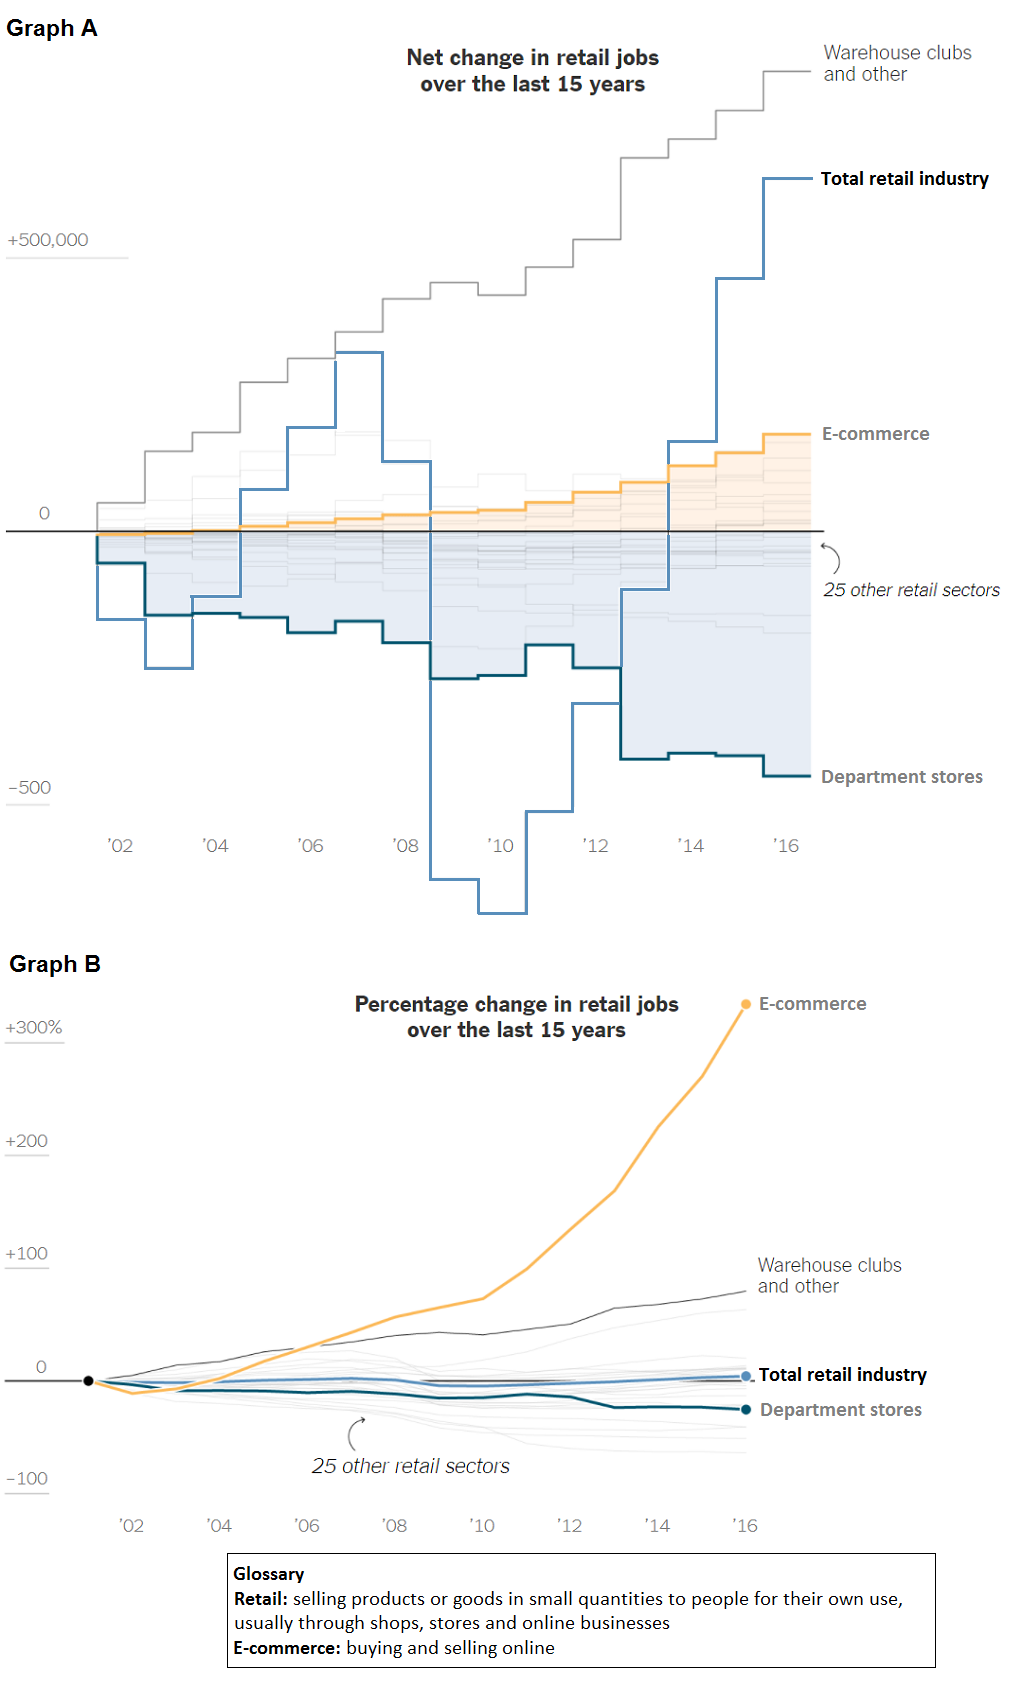 Graph A
Net change in retail jobs
over the last 15 years
Warehouse clubs
and other
Total retail industry
+500,000
E-commerce
0
25 other retail sectors
Department stores
−500
’02 ’04 ’06 ’08 ’10 ’12 ’14 ’16
Graph B
Percentage change in retail jobs
over the last 15 years
E-commerce
+300%
+200
+100
Warehouse clubs
and other
0
Total retail industry
Department stores
25 other retail sectors
−100
’02 ’04 ’06 ’08 ’10 ’12 ’14 ’16
Glossary
Retail: selling products or goods in small quantities to people for their own use,
usually through shops, stores and online businesses
E-commerce: buying and selling online